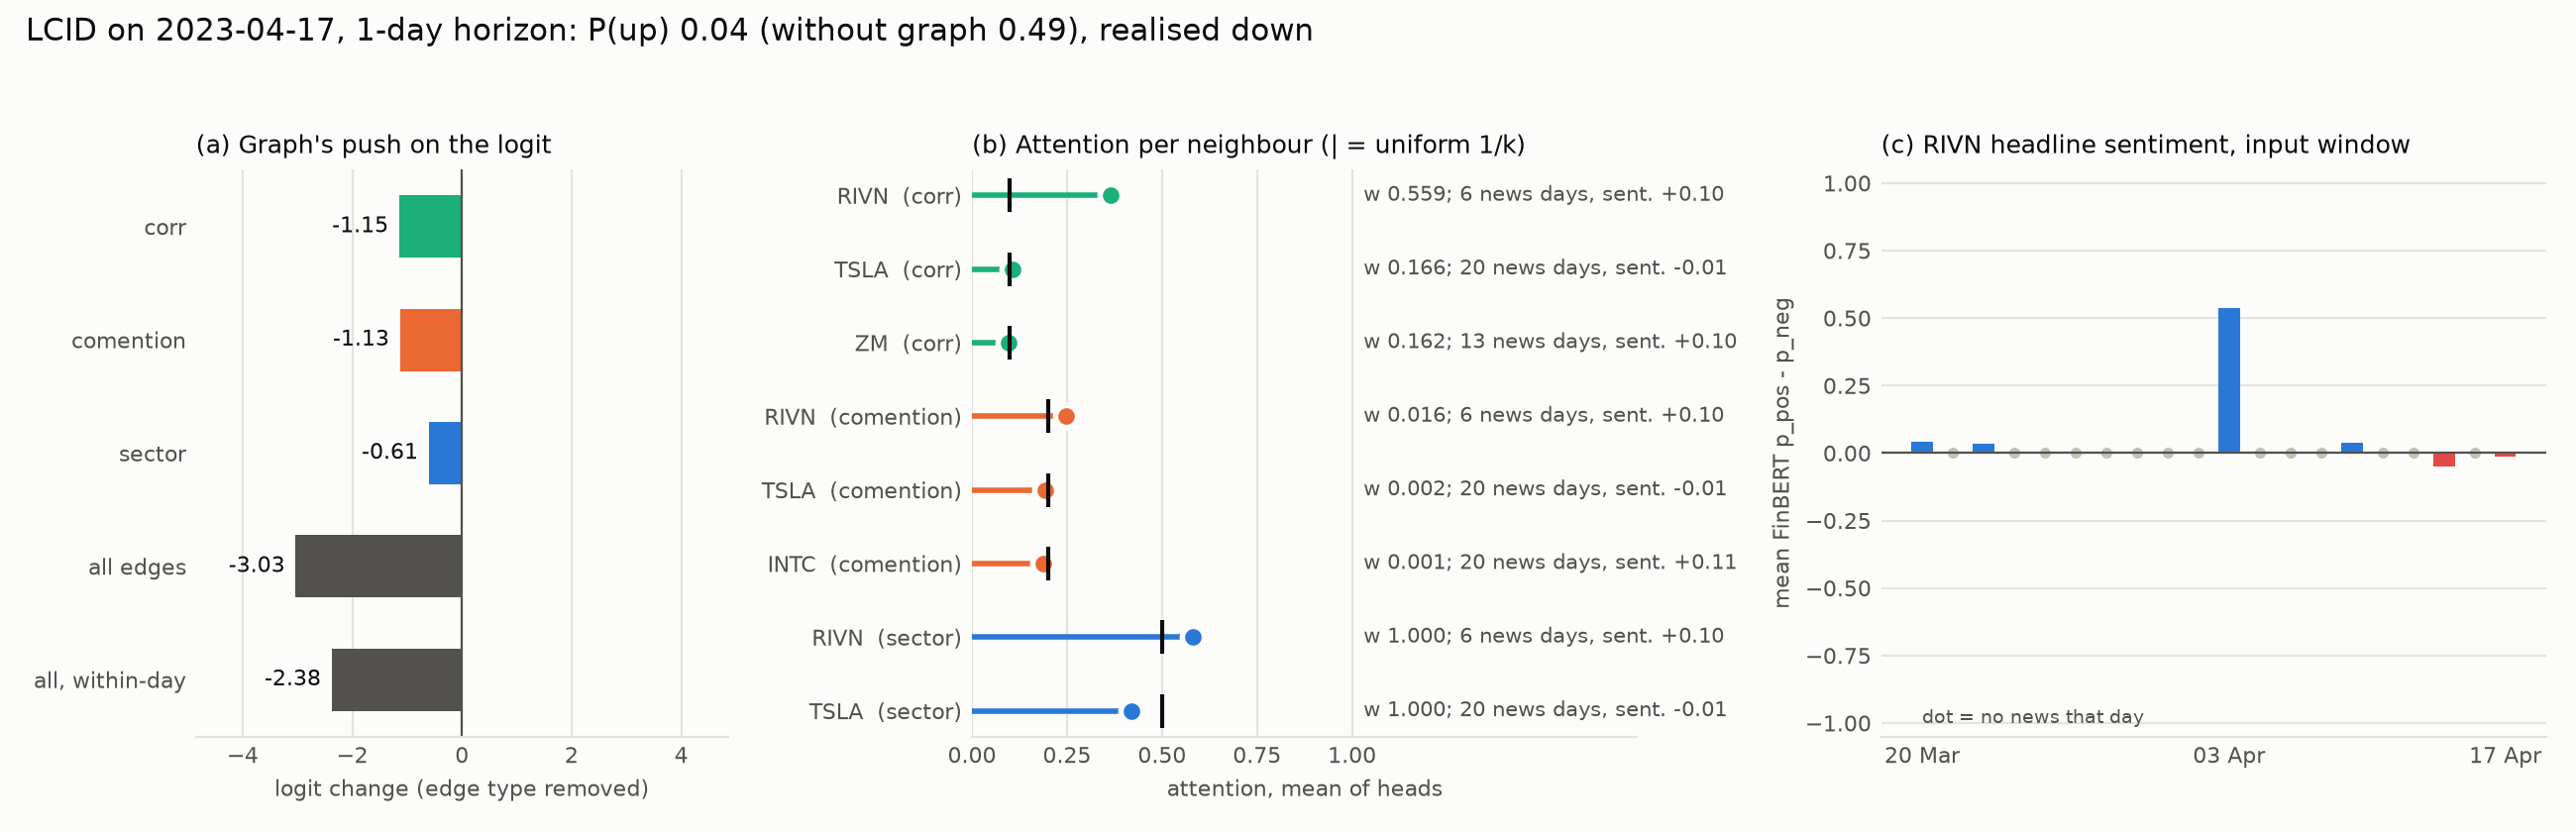 LCID on 2023-04-17, 1-day horizon: P(up) 0.04 (without graph 0.49), realised down
(a) Graph's push on the logit
corr
-1.15
comention
-1.13
sector
-0.61
all edges
-3.03
all, within-day
-2.38
−4 −2 0 2 4
logit change (edge type removed)
(b) Attention per neighbour (| = uniform 1/k)
RIVN (corr) w 0.559; 6 news days, sent. +0.10
TSLA (corr) w 0.166; 20 news days, sent. -0.01
ZM (corr) w 0.162; 13 news days, sent. +0.10
RIVN (comention) w 0.016; 6 news days, sent. +0.10
TSLA (comention) w 0.002; 20 news days, sent. -0.01
INTC (comention) w 0.001; 20 news days, sent. +0.11
RIVN (sector) w 1.000; 6 news days, sent. +0.10
TSLA (sector) w 1.000; 20 news days, sent. -0.01
0.00 0.25 0.50 0.75 1.00
attention, mean of heads
(c) RIVN headline sentiment, input window
mean FinBERT p_pos - p_neg
1.00
0.75
0.50
0.25
0.00
−0.25
−0.50
−0.75
−1.00
dot = no news that day
20 Mar 03 Apr 17 Apr